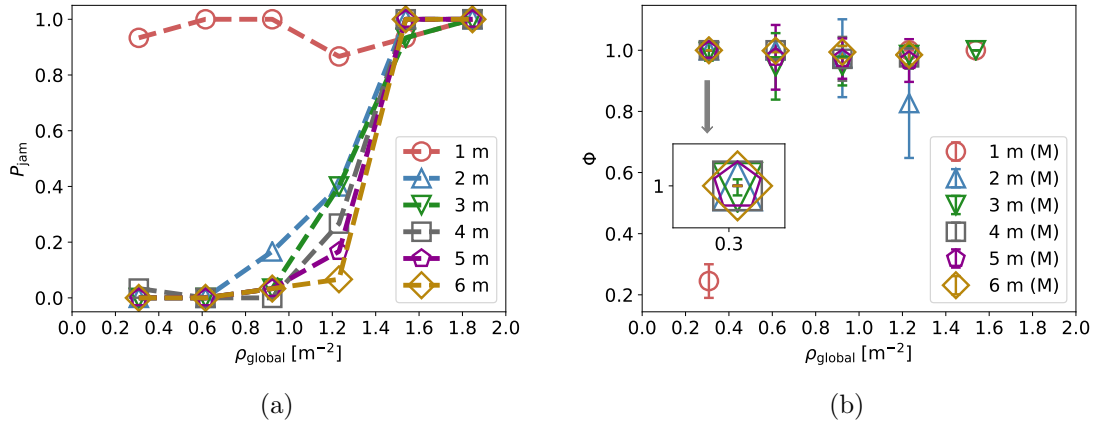 1.0
0.8
0.6
0.4
0.2
0.0
P_jam
0.0 0.2 0.4 0.6 0.8 1.0 1.2 1.4 1.6 1.8 2.0
ρ_global [m⁻²]
1 m
2 m
3 m
4 m
5 m
6 m
(a)
1.0
0.8
0.6
0.4
0.2
Φ
1
0.3
0.0 0.2 0.4 0.6 0.8 1.0 1.2 1.4 1.6 1.8 2.0
ρ_global [m⁻²]
1 m (M)
2 m (M)
3 m (M)
4 m (M)
5 m (M)
6 m (M)
(b)